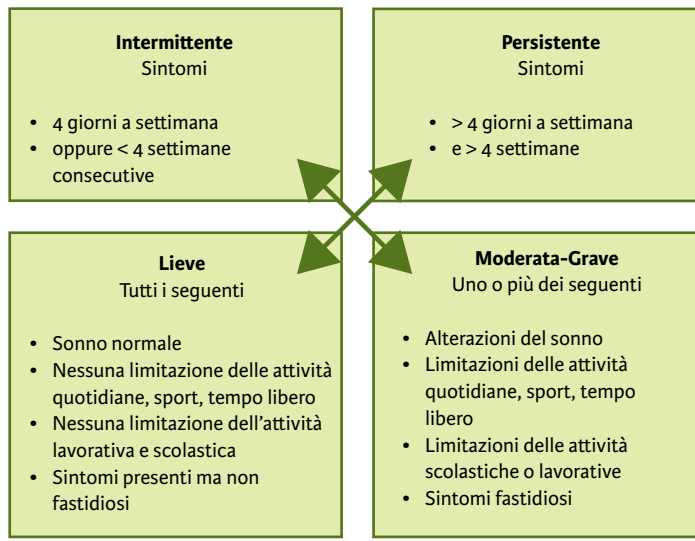 Intermittente
Sintomi
• 4 giorni a settimana
• oppure < 4 settimane
consecutive
Persistente
Sintomi
• > 4 giorni a settimana
• e > 4 settimane
Lieve
Tutti i seguenti
• Sonno normale
• Nessuna limitazione delle attività
quotidiane, sport, tempo libero
• Nessuna limitazione dell'attività
lavorativa e scolastica
• Sintomi presenti ma non
fastidiosi
Moderata-Grave
Uno o più dei seguenti
• Alterazioni del sonno
• Limitazioni delle attività
quotidiane, sport, tempo
libero
• Limitazioni delle attività
scolastiche o lavorative
• Sintomi fastidiosi